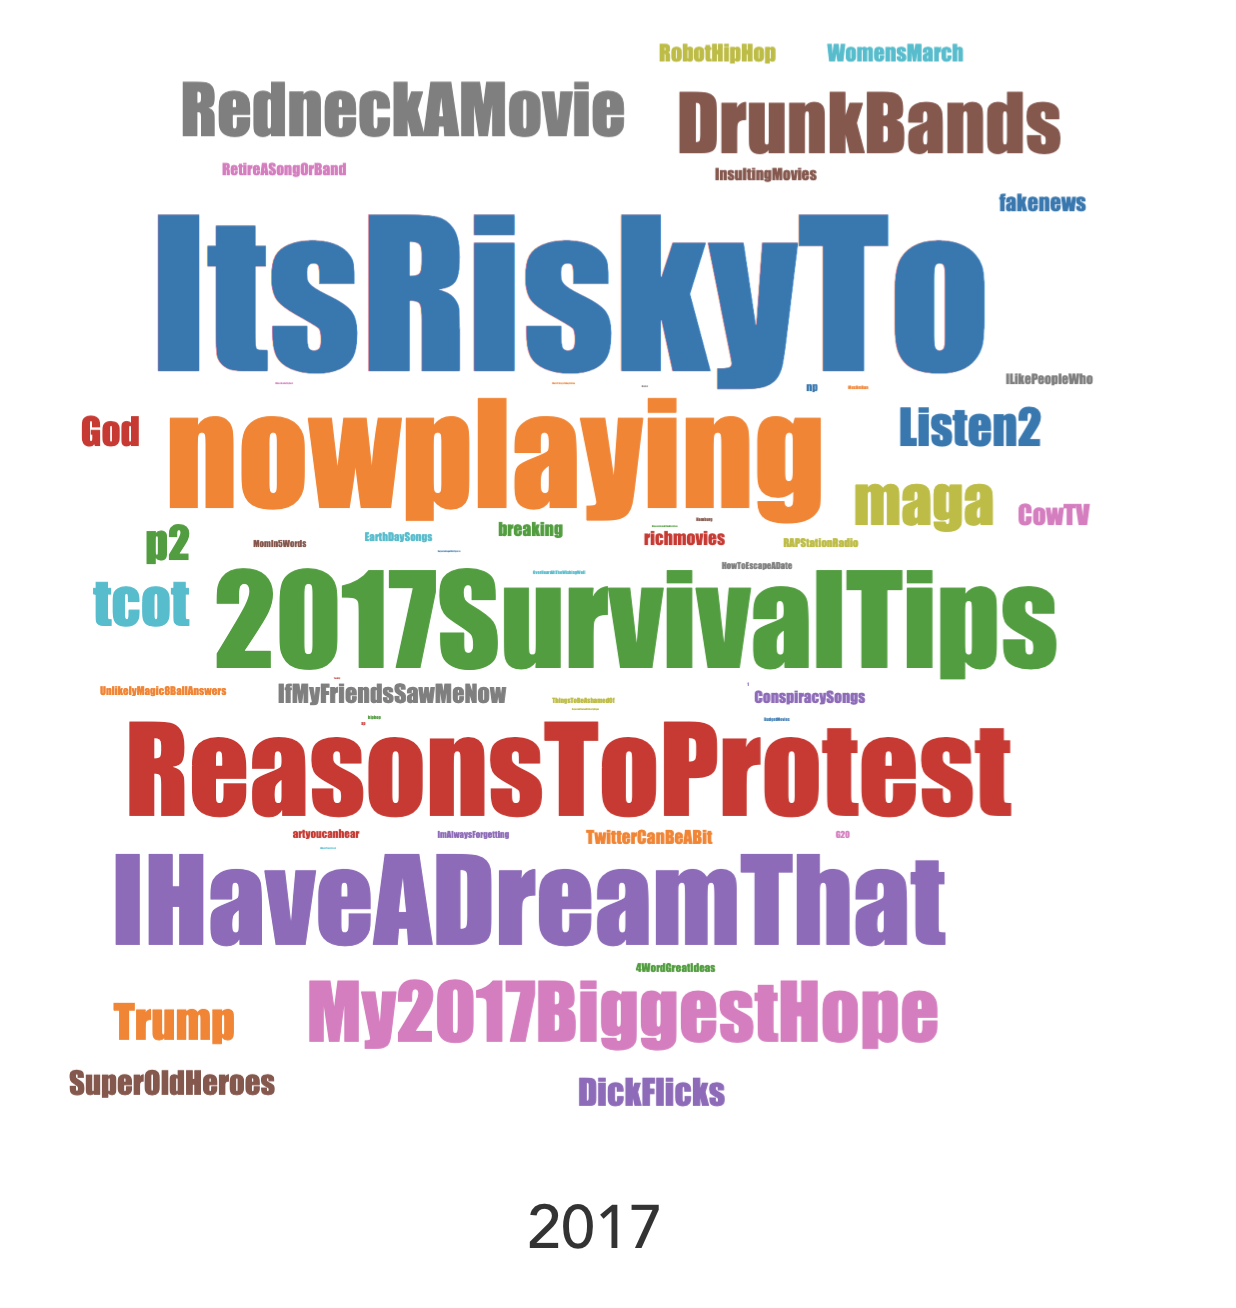 RobotHipHop WomensMarch
RedneckAMovie DrunkBands
RetireASongOrBand InsultingMovies
fakenews
ItsRiskyTo
np ILikePeopleWho
God nowplaying Listen2
maga CowTV
p2 MomIn5Words EarthDaySongs breaking richmovies RAPStationRadio
HowToEscapeADate
tcot 2017SurvivalTips
UnlikelyMagic8BallAnswers IfMyFriendsSawMeNow ThingsToBeAshamedOf ConspiracySongs
ReasonsToProtest
artyoucanhear ImAlwaysForgetting TwitterCanBeABit G20
IHaveADreamThat
4WordGreatIdeas
Trump My2017BiggestHope
SuperOldHeroes DickFlicks
2017